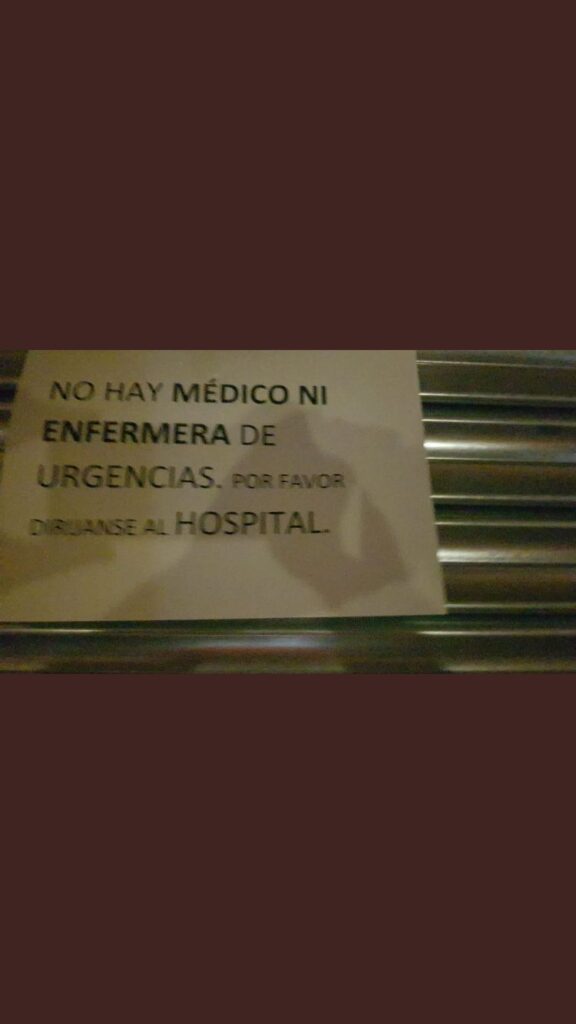 NO HAY MÉDICO NI
ENFERMERA DE
URGENCIAS. POR FAVOR
DIRIJANSE AL HOSPITAL.